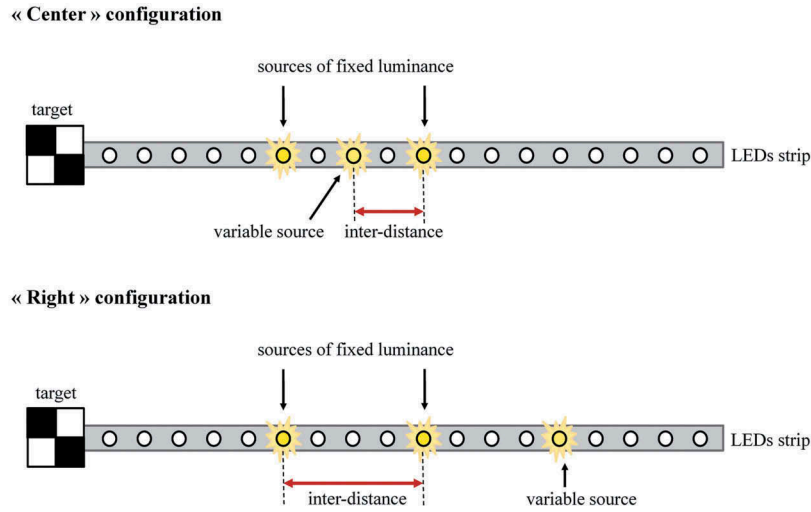 « Center » configuration
sources of fixed luminance
target
LEDs strip
variable source
inter-distance
« Right » configuration
sources of fixed luminance
target
LEDs strip
inter-distance
variable source